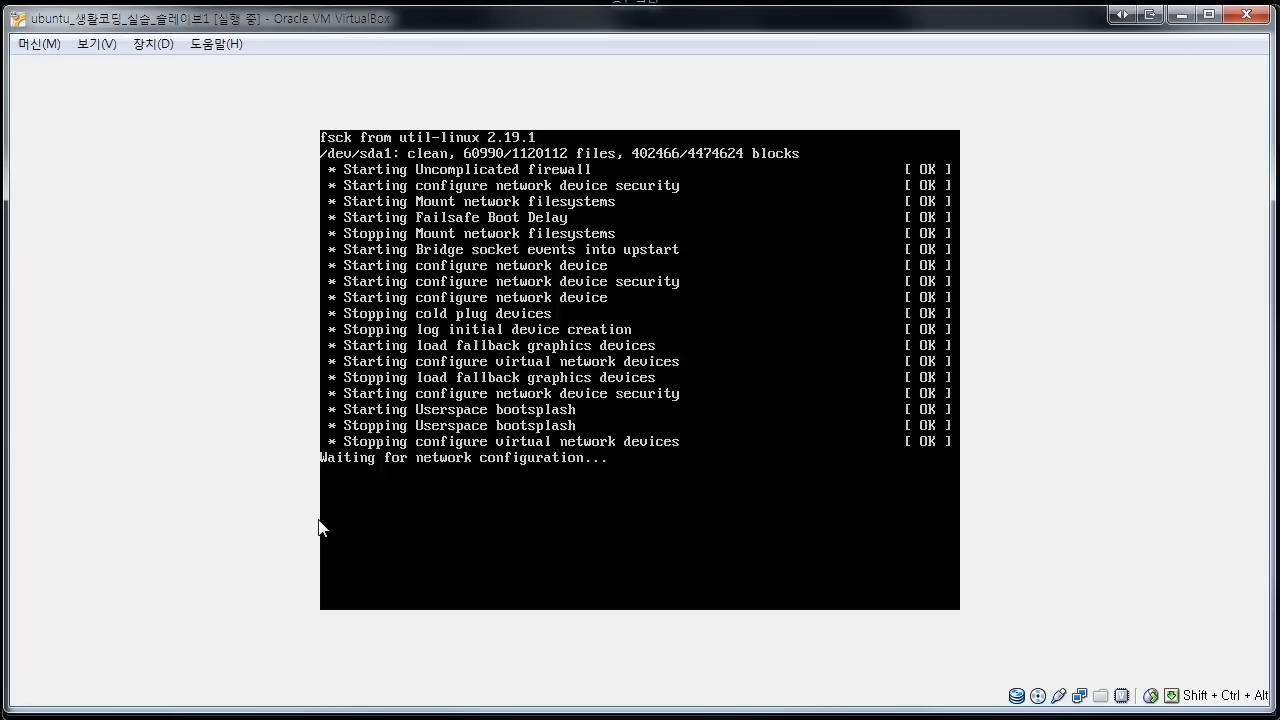 ubuntu_생활코딩_실습_슬레이브1 [실행 중] - Oracle VM VirtualBox
머신(M) 보기(V) 장치(D) 도움말(H)
fsck from util-linux 2.19.1
/dev/sda1: clean, 60990/1120112 files, 402466/4474624 blocks
* Starting Uncomplicated firewall [ OK ]
* Starting configure network device security [ OK ]
* Starting Mount network filesystems [ OK ]
* Starting Failsafe Boot Delay [ OK ]
* Stopping Mount network filesystems [ OK ]
* Starting Bridge socket events into upstart [ OK ]
* Starting configure network device [ OK ]
* Starting configure network device security [ OK ]
* Starting configure network device [ OK ]
* Stopping cold plug devices [ OK ]
* Stopping log initial device creation [ OK ]
* Starting load fallback graphics devices [ OK ]
* Starting configure virtual network devices [ OK ]
* Stopping load fallback graphics devices [ OK ]
* Starting configure network device security [ OK ]
* Starting Userspace bootsplash [ OK ]
* Stopping Userspace bootsplash [ OK ]
* Stopping configure virtual network devices [ OK ]
Waiting for network configuration...
Shift + Ctrl + Alt